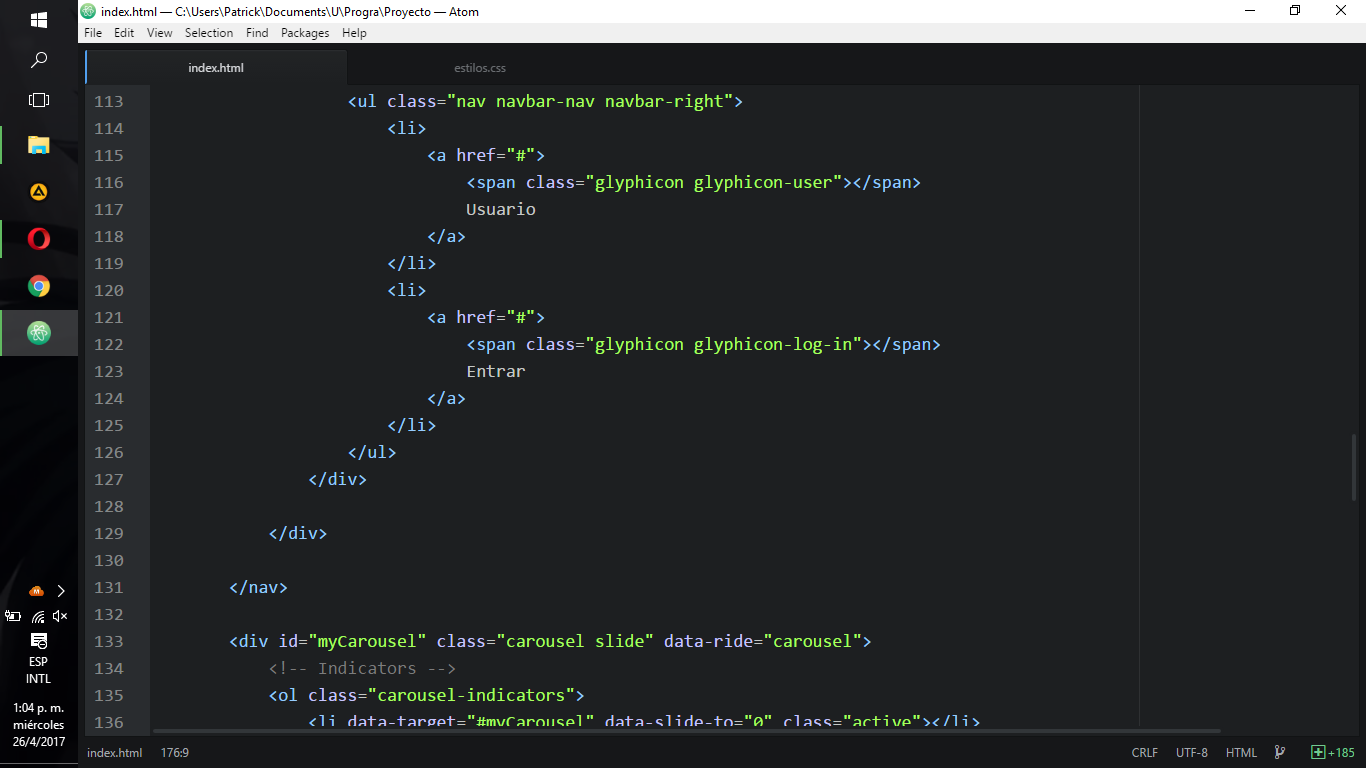 index.html — C:\Users\Patrick\Documents\U\Progra\Proyecto — Atom
File Edit View Selection Find Packages Help
index.html estilos.css
113 <ul class="nav navbar-nav navbar-right">
114 <li>
115 <a href="#">
116 <span class="glyphicon glyphicon-user"></span>
117 Usuario
118 </a>
119 </li>
120 <li>
121 <a href="#">
122 <span class="glyphicon glyphicon-log-in"></span>
123 Entrar
124 </a>
125 </li>
126 </ul>
127 </div>
128
129 </div>
130
131 </nav>
132
133 <div id="myCarousel" class="carousel slide" data-ride="carousel">
134 <!-- Indicators -->
135 <ol class="carousel-indicators">
136 <li data-target="#myCarousel" data-slide-to="0" class="active"></li>
index.html 176:9 CRLF UTF-8 HTML +185
ESP
INTL
1:04 p. m.
miércoles
26/4/2017